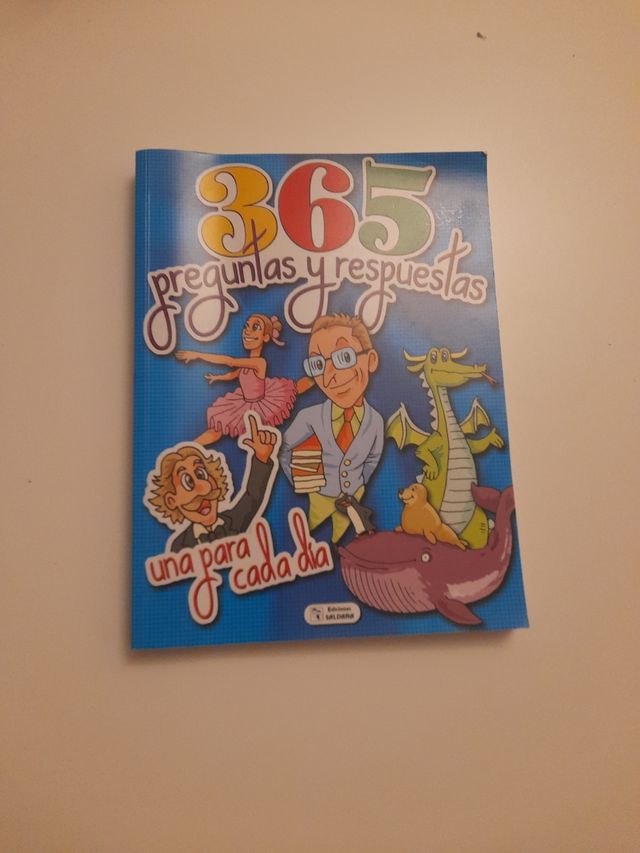 365
preguntas y respuestas
una para
cada día
Ediciones
SALDAÑA